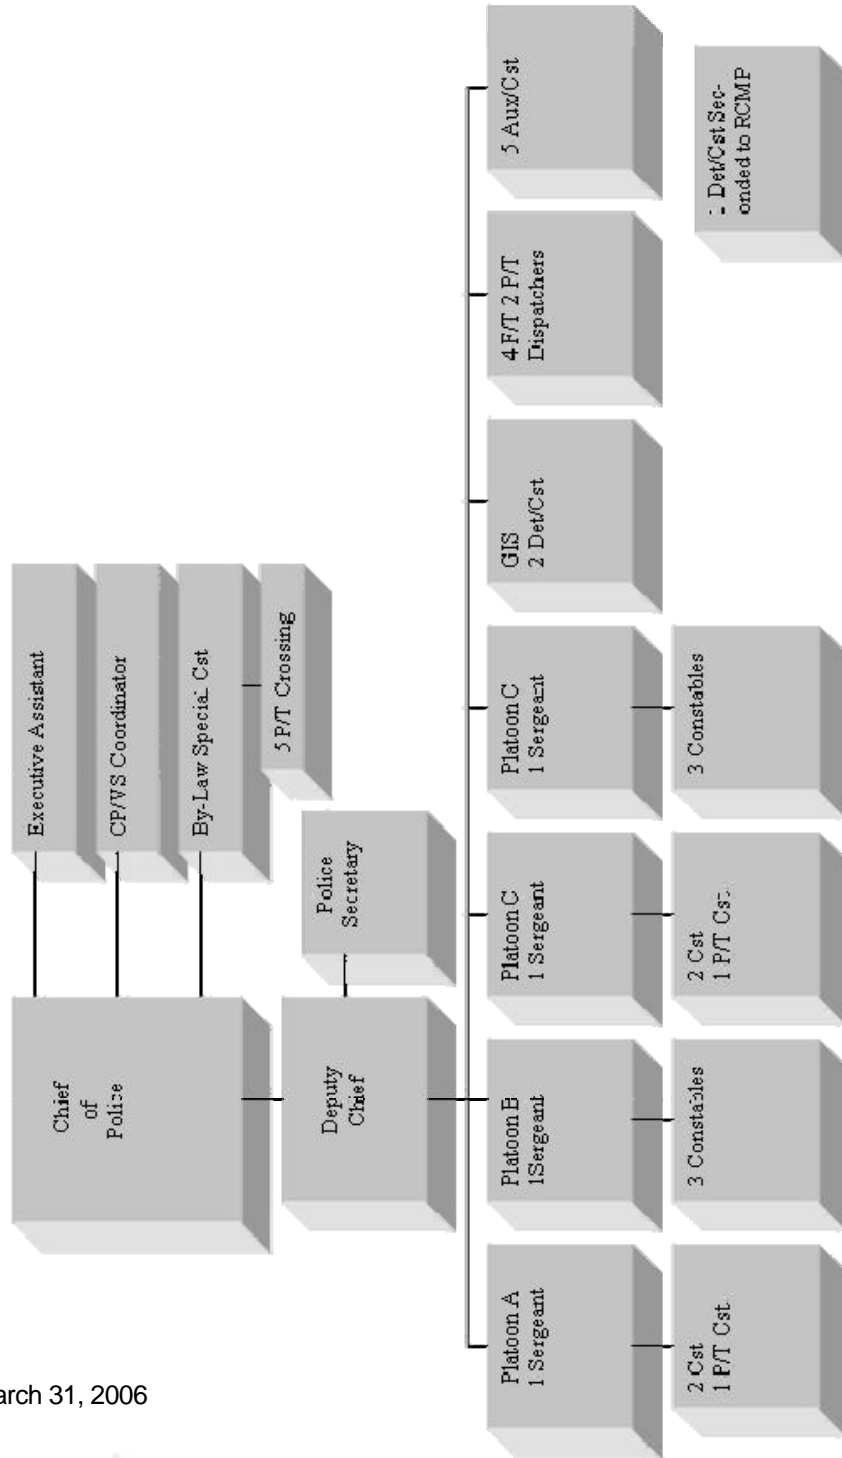 Chief
of
Police
Executive Assistant
CP/VS Coordinator
By-Law Special Cst
5 P/T Crossing
Deputy
Chief
Police
Secretary
Platoon A
1 Sergeant
Platoon B
1Sergeant
Platoon C
1 Sergeant
Platoon C
1 Sergeant
GIS
2 Det/Cst
4 F/T 2 P/T
Dispatchers
5 Aux/Cst
2 Cst
1 P/T Cst.
3 Constables
2 Cst
1 P/T Cst.
3 Constables
1 Det/Cst Sec-
onded to RCMP
arch 31, 2006